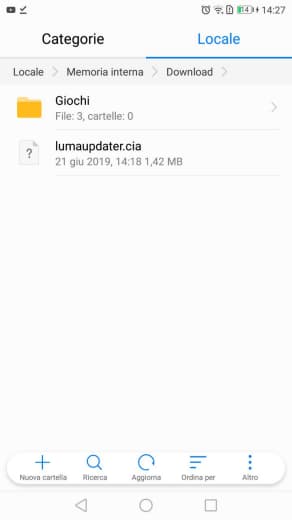 14 14:27
Categorie Locale
Locale Memoria interna Download
Giochi
File: 3, cartelle: 0
?
lumaupdater.cia
21 giu 2019, 14:18 1,42 MB
Nuova cartella Ricerca Aggiorna Ordina per Altro